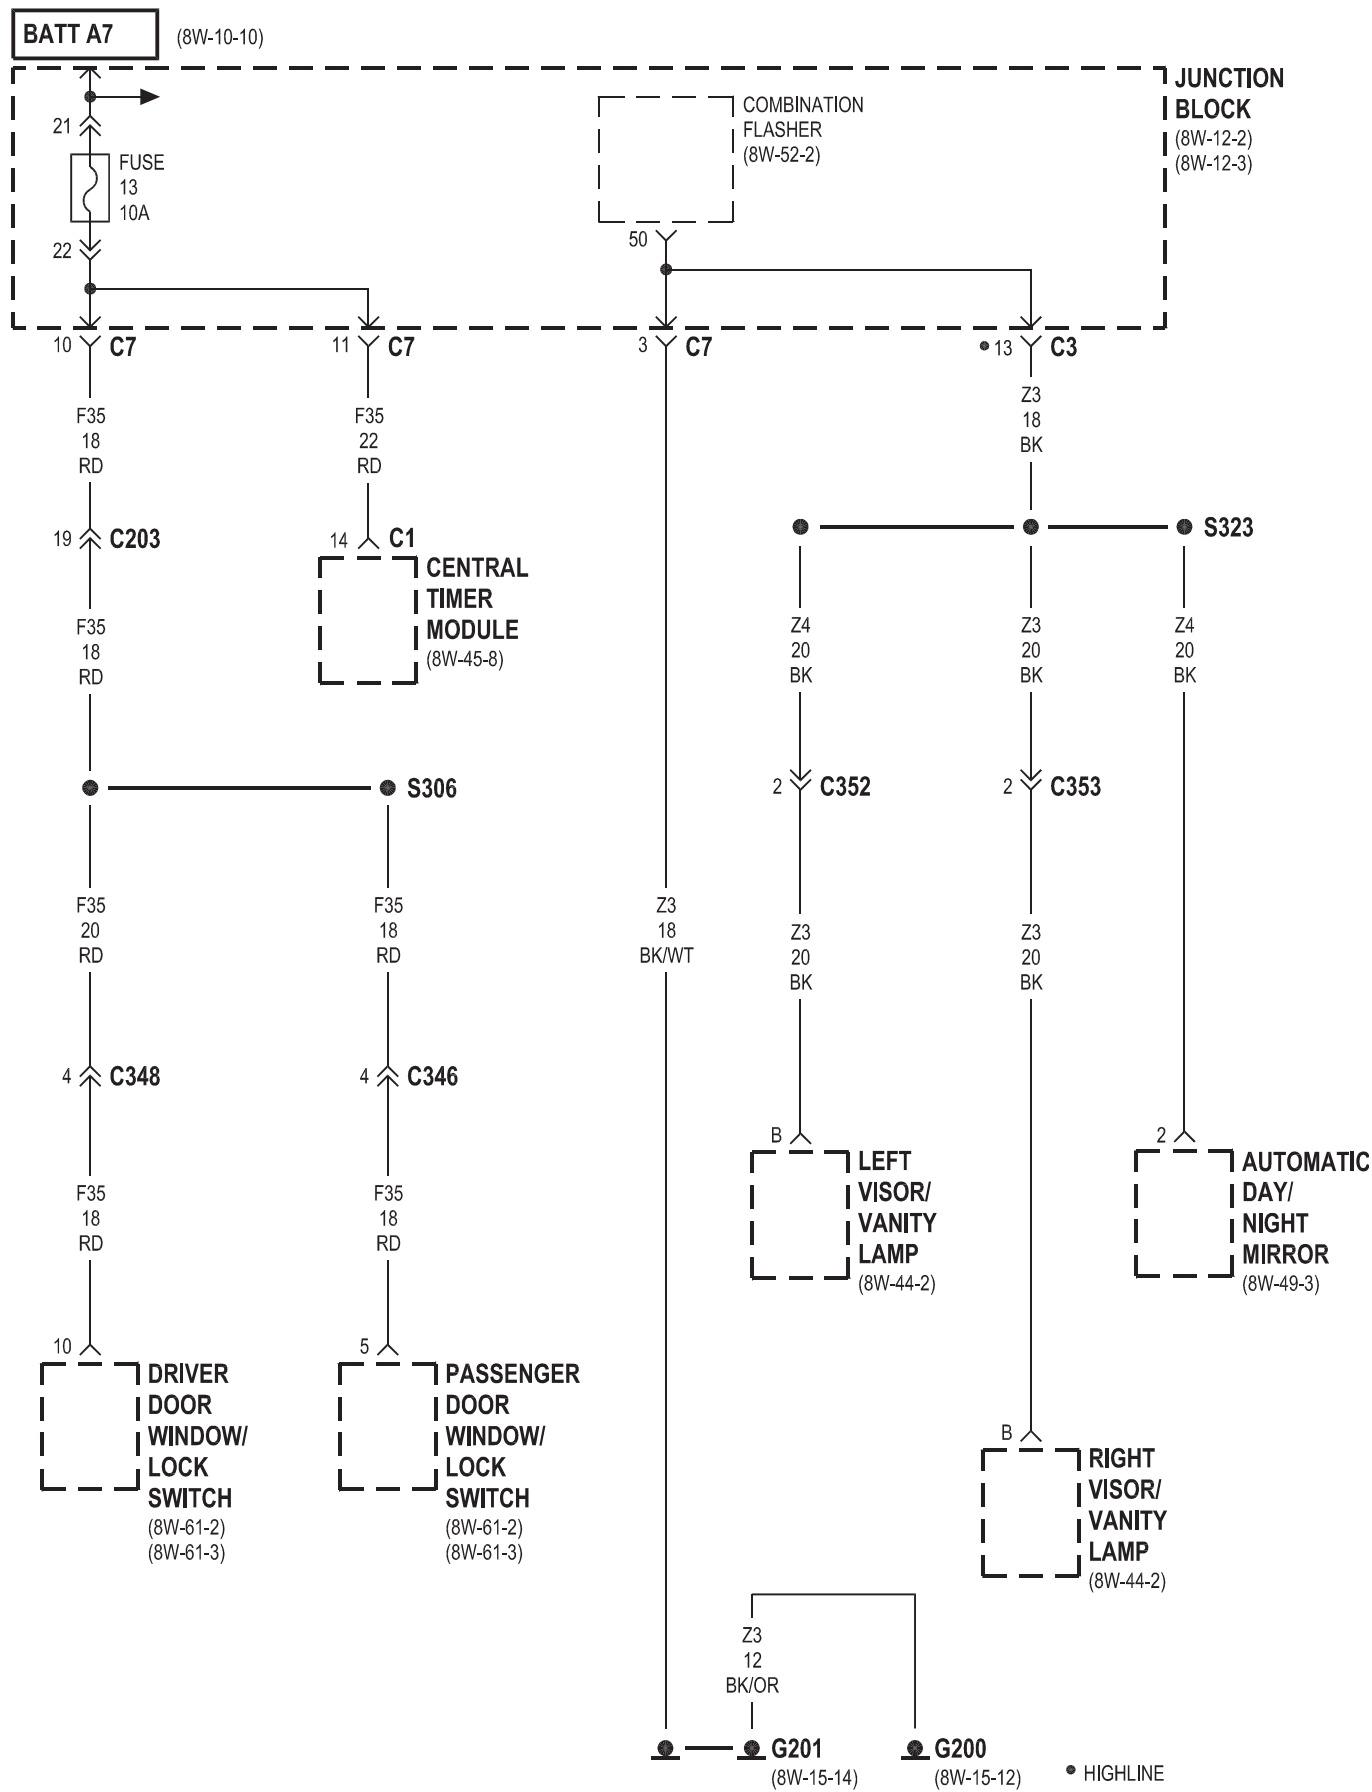 BATT A7
(8W-10-10)
JUNCTION
BLOCK
(8W-12-2)
(8W-12-3)
COMBINATION
FLASHER
(8W-52-2)
21
FUSE
13
10A
22
50
10 C7
11 C7
3 C7
13 C3
F35
18
RD
F35
22
RD
Z3
18
BK
19 C203
14 C1
CENTRAL
TIMER
MODULE
(8W-45-8)
S323
F35
18
RD
Z4
20
BK
Z3
20
BK
Z4
20
BK
S306
2 C352
2 C353
F35
20
RD
F35
18
RD
Z3
18
BK/WT
Z3
20
BK
Z3
20
BK
4 C348
4 C346
B
LEFT
VISOR/
VANITY
LAMP
(8W-44-2)
2
AUTOMATIC
DAY/
NIGHT
MIRROR
(8W-49-3)
F35
18
RD
F35
18
RD
10
DRIVER
DOOR
WINDOW/
LOCK
SWITCH
(8W-61-2)
(8W-61-3)
5
PASSENGER
DOOR
WINDOW/
LOCK
SWITCH
(8W-61-2)
(8W-61-3)
B
RIGHT
VISOR/
VANITY
LAMP
(8W-44-2)
Z3
12
BK/OR
G201
(8W-15-14)
G200
(8W-15-12)
HIGHLINE